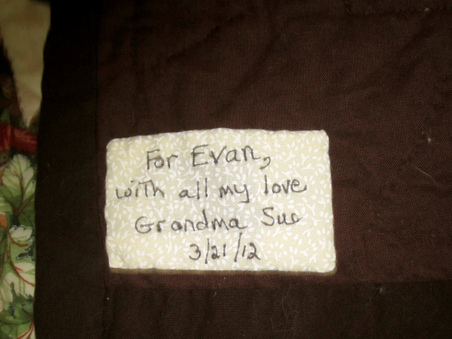 For Evan,
with all my love
Grandma Sue
3/21/12